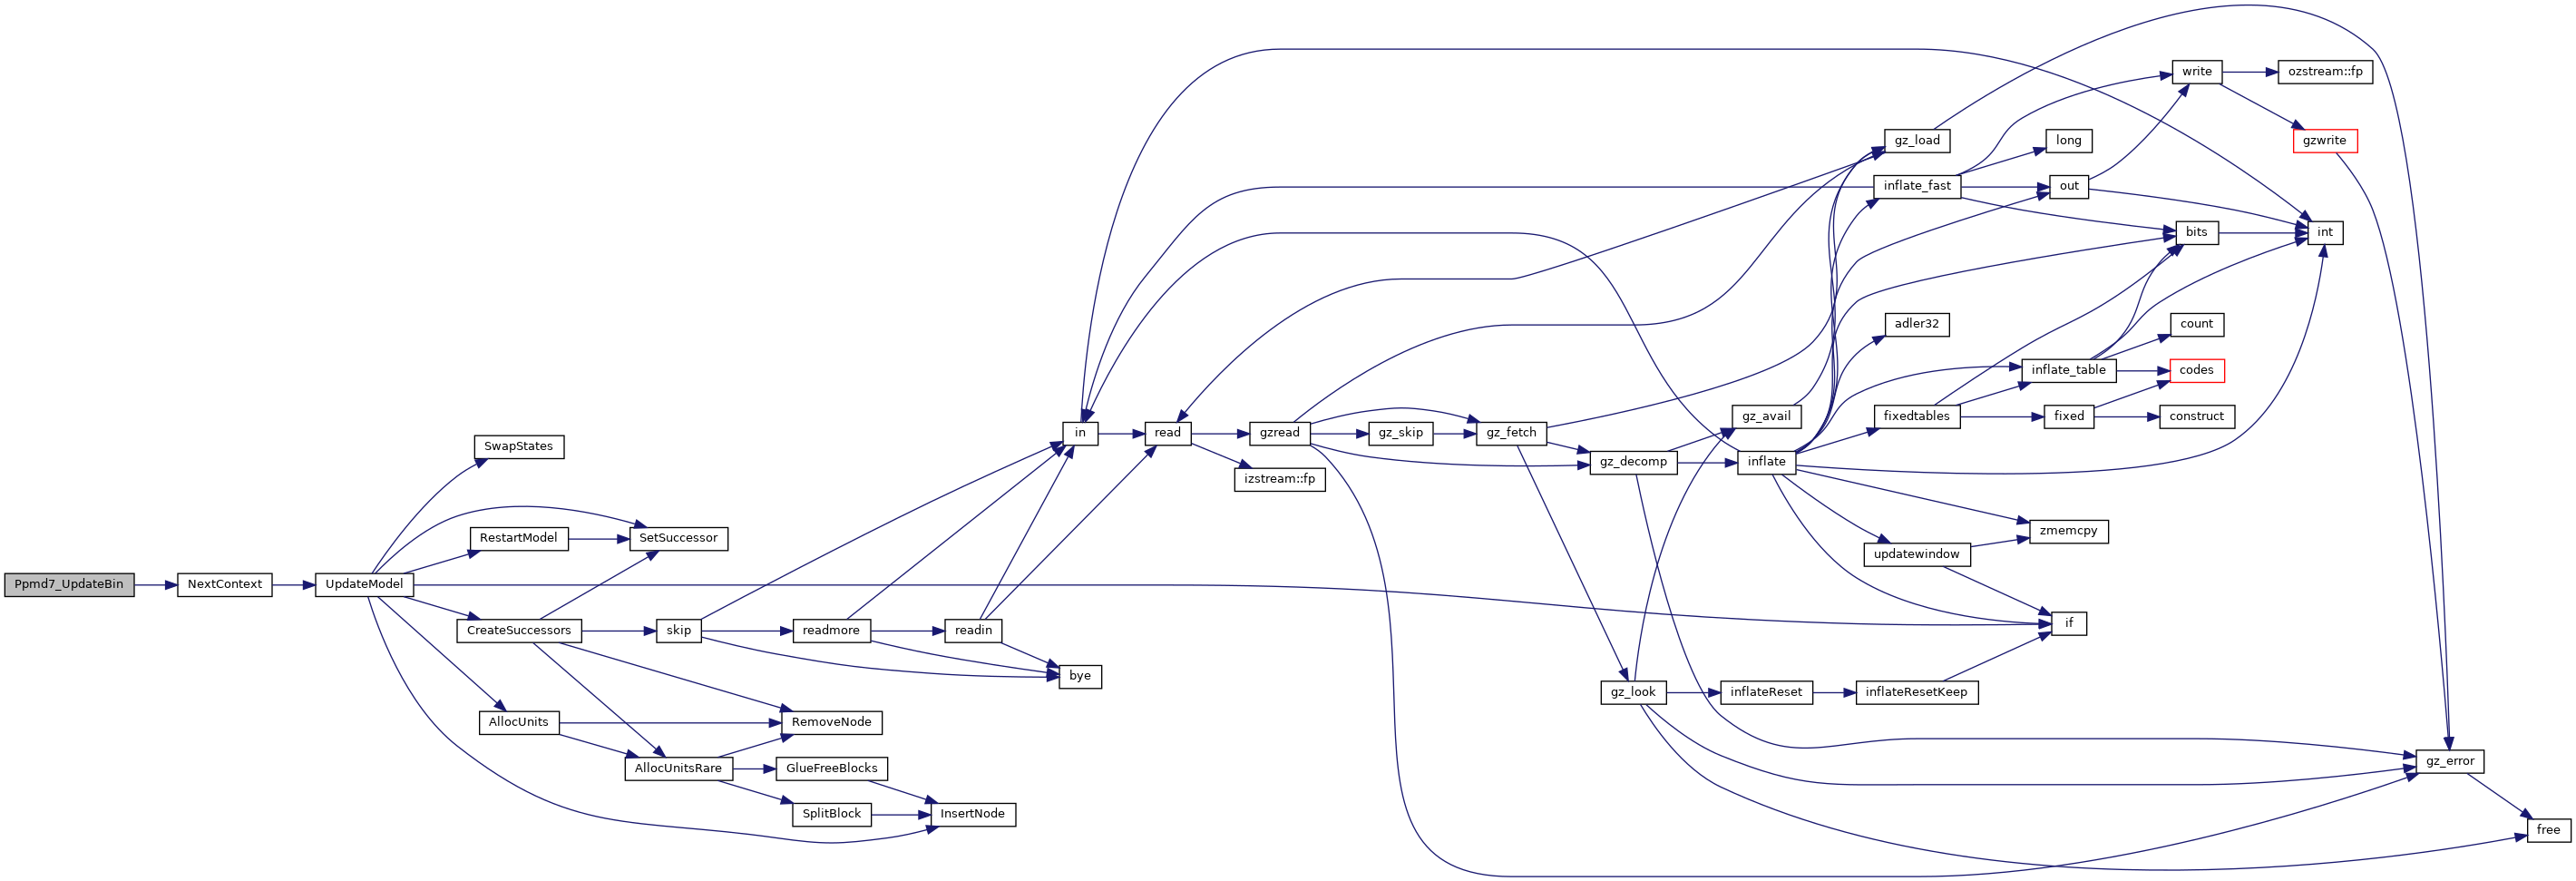 Ppmd7_UpdateBin
NextContext
UpdateModel
SwapStates
RestartModel
SetSuccessor
CreateSuccessors
AllocUnits
AllocUnitsRare
skip
readmore
readin
bye
RemoveNode
GlueFreeBlocks
SplitBlock
InsertNode
in
read
gzread
izstream::fp
gz_skip
gz_fetch
gz_decomp
gz_look
gz_avail
inflate
inflateReset
inflateResetKeep
gz_load
inflate_fast
adler32
fixedtables
updatewindow
long
out
inflate_table
fixed
zmemcpy
if
write
bits
count
codes
construct
ozstream::fp
gzwrite
int
gz_error
free